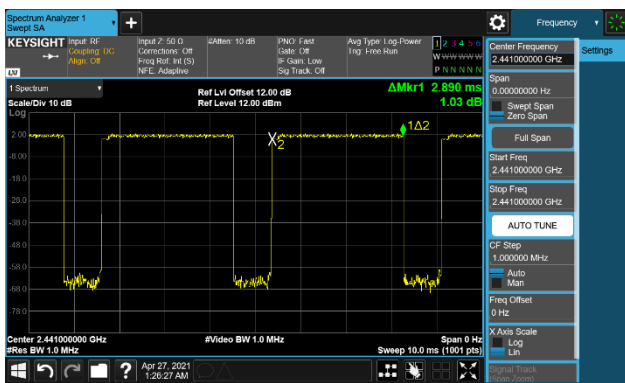 Spectrum Analyzer 1
Swept SA
+
Frequency
KEYSIGHT
Input: RF
Coupling: DC
Align: Off
Input Z: 50 Ω
Corrections: Off
Freq Ref: Int (S)
NFE: Adaptive
#Atten: 10 dB
PNO: Fast
Gate: Off
IF Gain: Low
Sig Track: Off
Avg Type: Log-Power
Trig: Free Run
1 2 3 4 5 6
W W W W W W
P N N N N N
LXI
1 Spectrum
Scale/Div 10 dB
Log
Ref Lvl Offset 12.00 dB
Ref Level 12.00 dBm
ΔMkr1 2.890 ms
1.03 dB
1Δ2
X2
2.00
-8.00
-18.0
-28.0
-38.0
-48.0
-58.0
-68.0
-78.0
Center 2.441000000 GHz
#Res BW 1.0 MHz
#Video BW 1.0 MHz
Span 0 Hz
Sweep 10.0 ms (1001 pts)
Apr 27, 2021
1:26:27 AM
?
Center Frequency
2.441000000 GHz
Settings
Span
0.00000000 Hz
Swept Span
Zero Span
Full Span
Start Freq
2.441000000 GHz
Stop Freq
2.441000000 GHz
AUTO TUNE
CF Step
1.000000 MHz
Auto
Man
Freq Offset
0 Hz
X Axis Scale
Log
Lin
Signal Track
(Span Zoom)